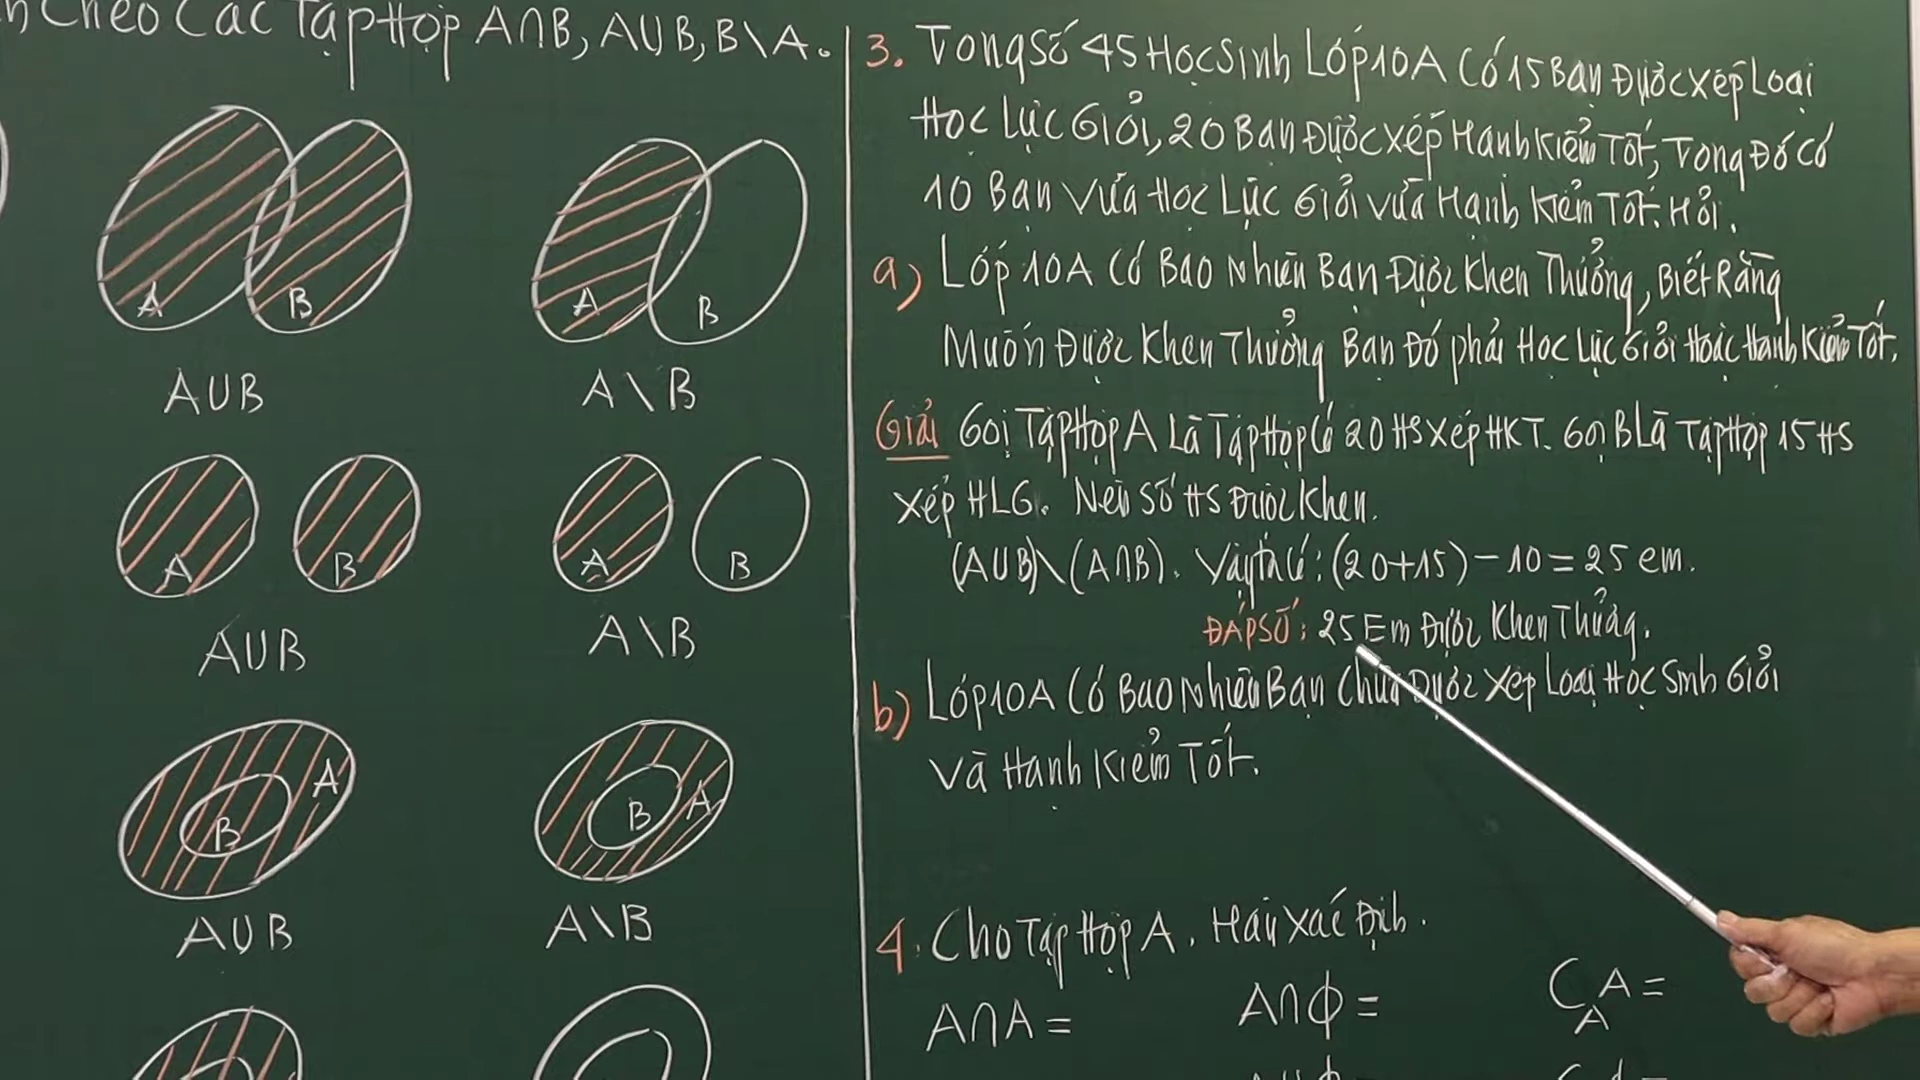 Chéo Các Tập Hợp A∩B, A∪B, B\A.
A B
A∪B
A B
A\B
A B
A∪B
A B
A\B
B A
A∪B
B A
A\B
3. Tong Số 45 Học Sinh Lớp 10A Có 15 Bạn Được Xếp Loại
Học Lực Giỏi, 20 Bạn Được Xếp Hạnh Kiểm Tốt, Tong Đó Có
10 Bạn Vừa Học Lực Giỏi vừa Hạnh Kiểm Tốt. Hỏi.
a) Lớp 10A Có Bao Nhiêu Bạn Được Khen Thưởng, Biết Rằng
Muốn Được Khen Thưởng Bạn Đó phải Học Lực Giỏi Hoặc Hạnh Kiểm Tốt.
Giải Gọi Tập Hợp A Là Tập Hợp Có 20 HS Xếp HKT. Gọi B Là Tập Hợp 15 HS
Xếp HLG. Nên Số HS Được Khen.
(A∪B)\(A∩B). Vậy ta Có: (20+15) - 10 = 25 em.
ĐÁP SỐ: 25 Em Được Khen Thưởng.
b) Lớp 10A Có Bao Nhiêu Bạn Chưa Được Xếp Loại Học Sinh Giỏi
Và Hạnh Kiểm Tốt.
4. Cho Tập Hợp A. Hãy Xác Định.
A∩A = A∩ϕ = C_A A =